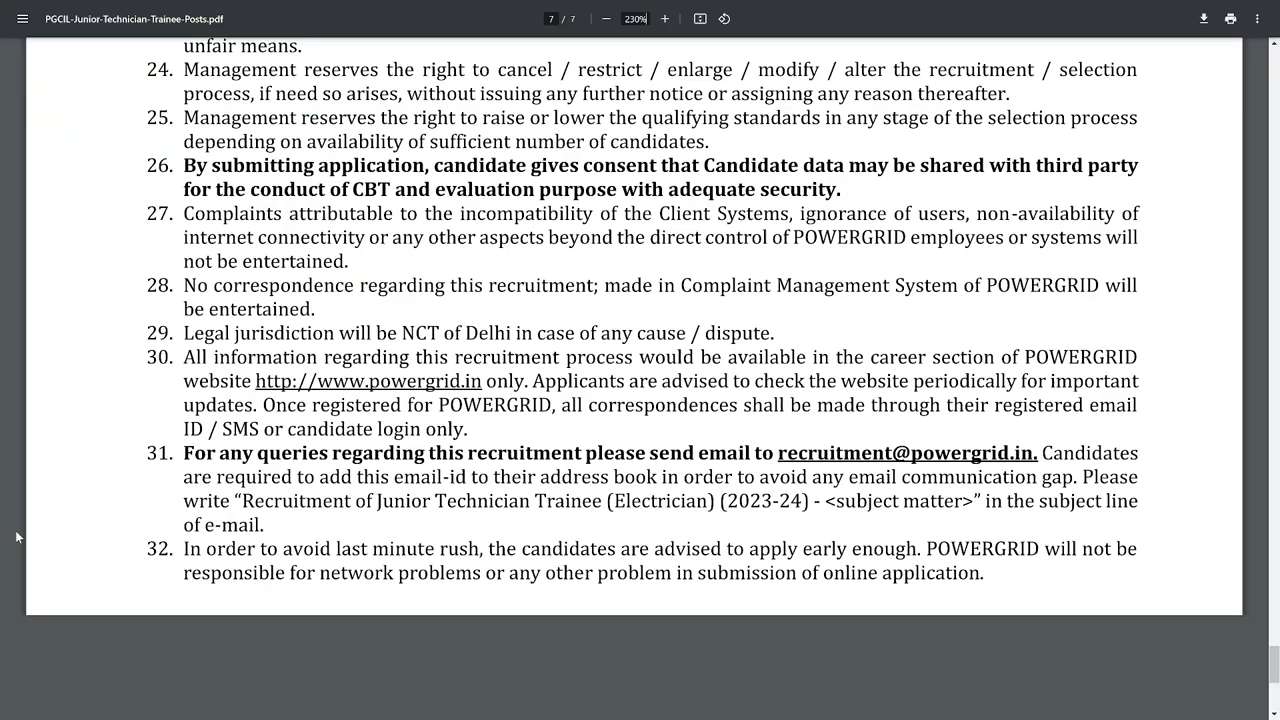 PGCIL-Junior-Technician-Trainee-Posts.pdf
7 / 7
230%
unfair means.
24. Management reserves the right to cancel / restrict / enlarge / modify / alter the recruitment / selection
process, if need so arises, without issuing any further notice or assigning any reason thereafter.
25. Management reserves the right to raise or lower the qualifying standards in any stage of the selection process
depending on availability of sufficient number of candidates.
26. By submitting application, candidate gives consent that Candidate data may be shared with third party
for the conduct of CBT and evaluation purpose with adequate security.
27. Complaints attributable to the incompatibility of the Client Systems, ignorance of users, non-availability of
internet connectivity or any other aspects beyond the direct control of POWERGRID employees or systems will
not be entertained.
28. No correspondence regarding this recruitment; made in Complaint Management System of POWERGRID will
be entertained.
29. Legal jurisdiction will be NCT of Delhi in case of any cause / dispute.
30. All information regarding this recruitment process would be available in the career section of POWERGRID
website http://www.powergrid.in only. Applicants are advised to check the website periodically for important
updates. Once registered for POWERGRID, all correspondences shall be made through their registered email
ID / SMS or candidate login only.
31. For any queries regarding this recruitment please send email to recruitment@powergrid.in. Candidates
are required to add this email-id to their address book in order to avoid any email communication gap. Please
write “Recruitment of Junior Technician Trainee (Electrician) (2023-24) - <subject matter>” in the subject line
of e-mail.
32. In order to avoid last minute rush, the candidates are advised to apply early enough. POWERGRID will not be
responsible for network problems or any other problem in submission of online application.